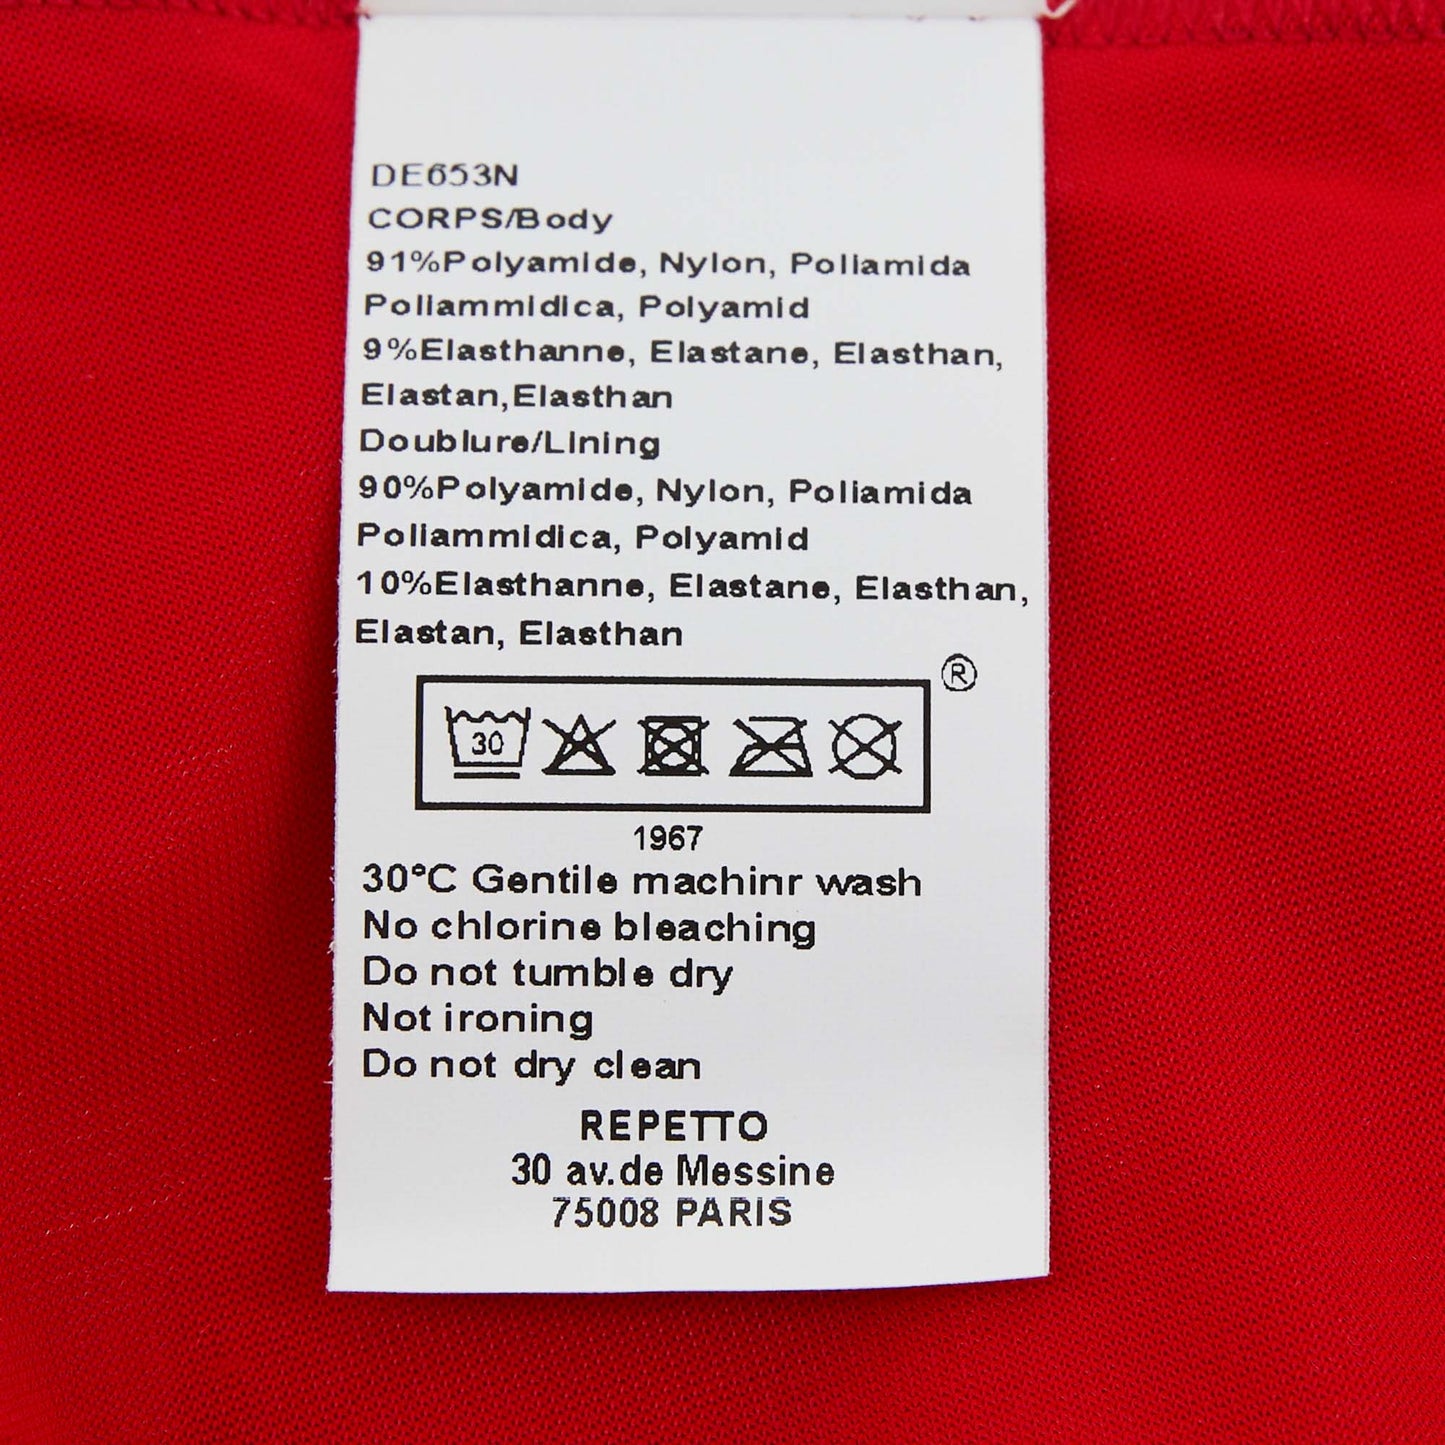 DE653N
CORPS/Body
91%Polyamide, Nylon, Poliamida
Poliammidica, Polyamid
9%Elasthanne, Elastane, Elasthan,
Elastan,Elasthan
Doublure/Lining
90%Polyamide, Nylon, Poliamida
Poliammidica, Polyamid
10%Elasthanne, Elastane, Elasthan,
Elastan, Elasthan
®
30
1967
30°C Gentile machinr wash
No chlorine bleaching
Do not tumble dry
Not ironing
Do not dry clean
REPETTO
30 av.de Messine
75008 PARIS